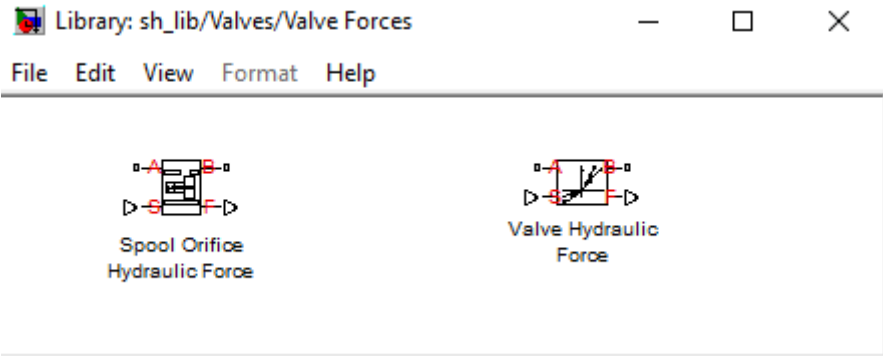 Library: sh_lib/Valves/Valve Forces
File Edit View Format Help
A B
S F
Spool Orifice
Hydraulic Force
A B
S F
Valve Hydraulic
Force